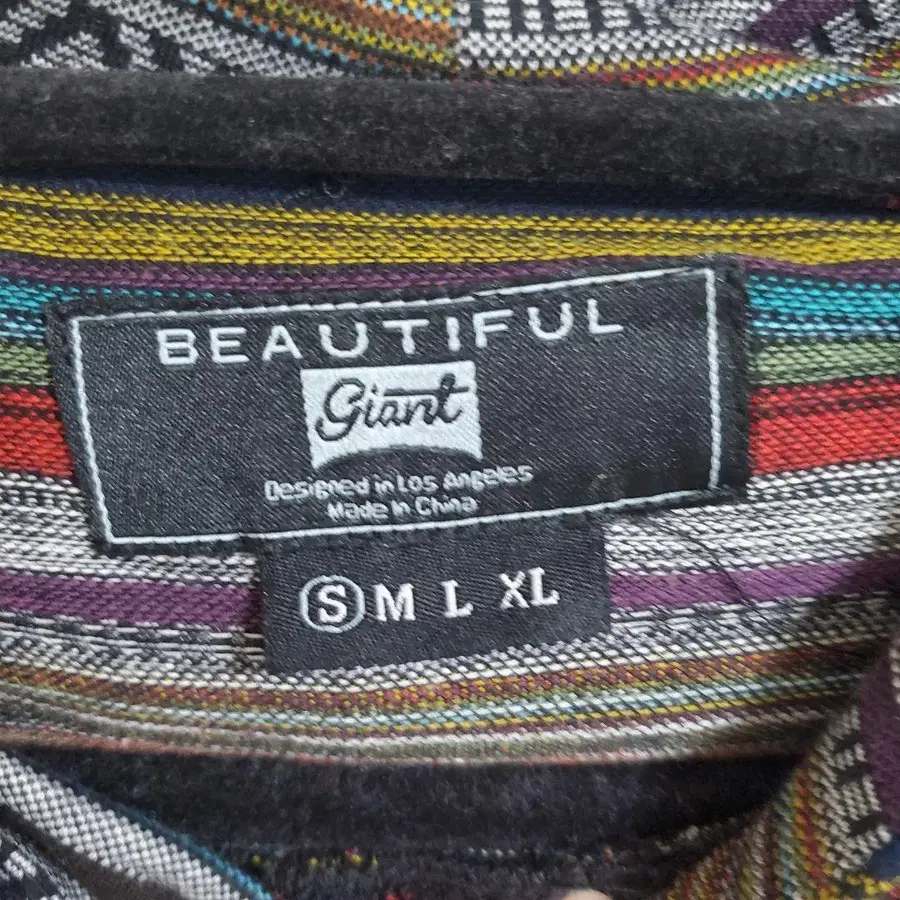 BEAUTIFUL
Giant
Designed in Los Angeles
Made in China
S M L XL